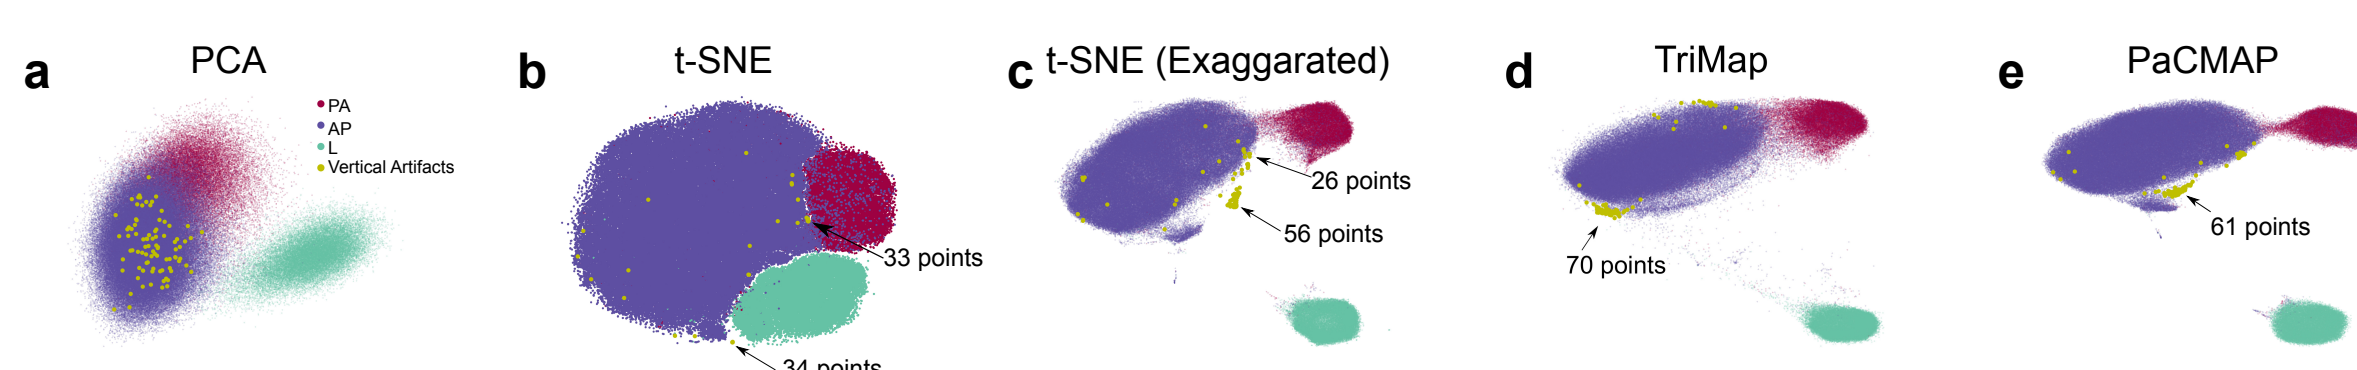 a PCA
PA
AP
L
Vertical Artifacts
b t-SNE
33 points
34 points
c t-SNE (Exaggarated)
26 points
56 points
d TriMap
70 points
e PaCMAP
61 points